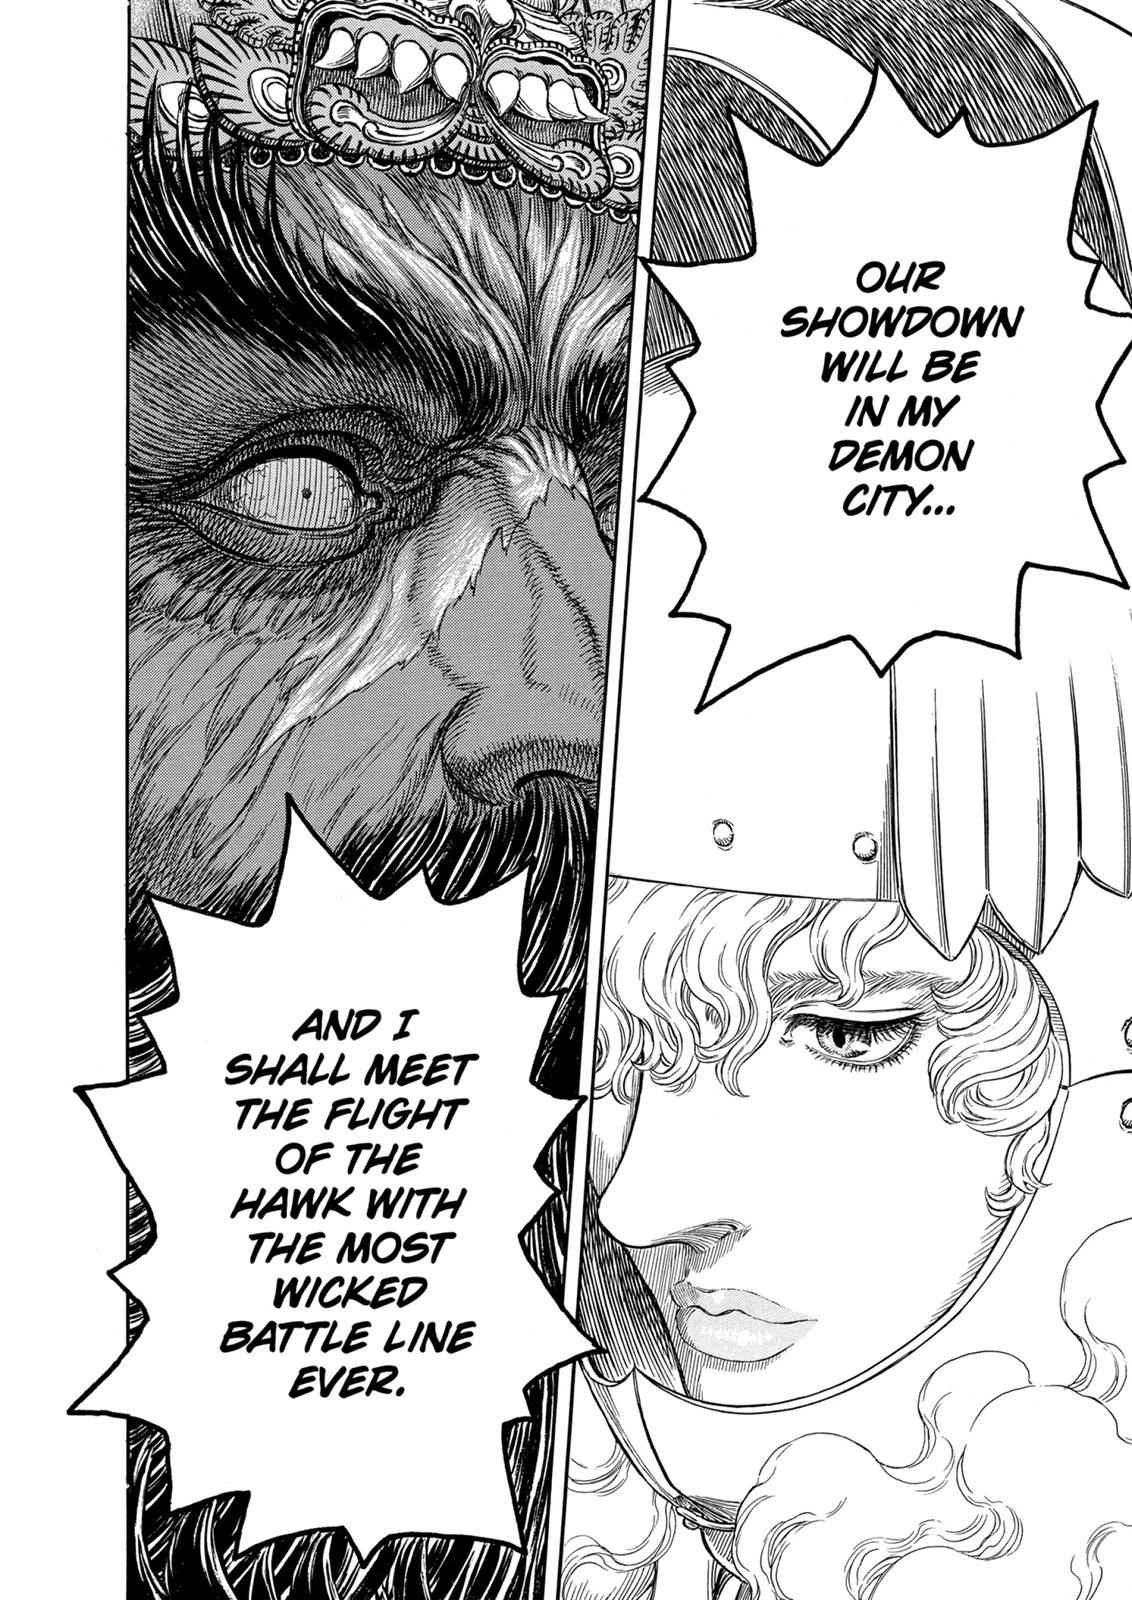 OUR
SHOWDOWN
WILL BE
IN MY
DEMON
CITY...
AND I
SHALL MEET
THE FLIGHT
OF THE
HAWK WITH
THE MOST
WICKED
BATTLE LINE
EVER.